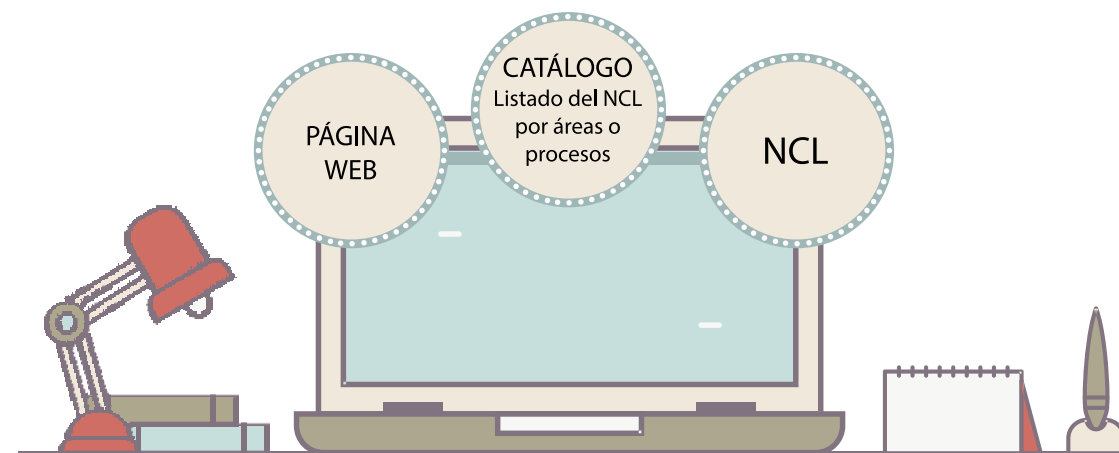 PÁGINA
WEB
CATÁLOGO
Listado del NCL
por áreas o
procesos
NCL